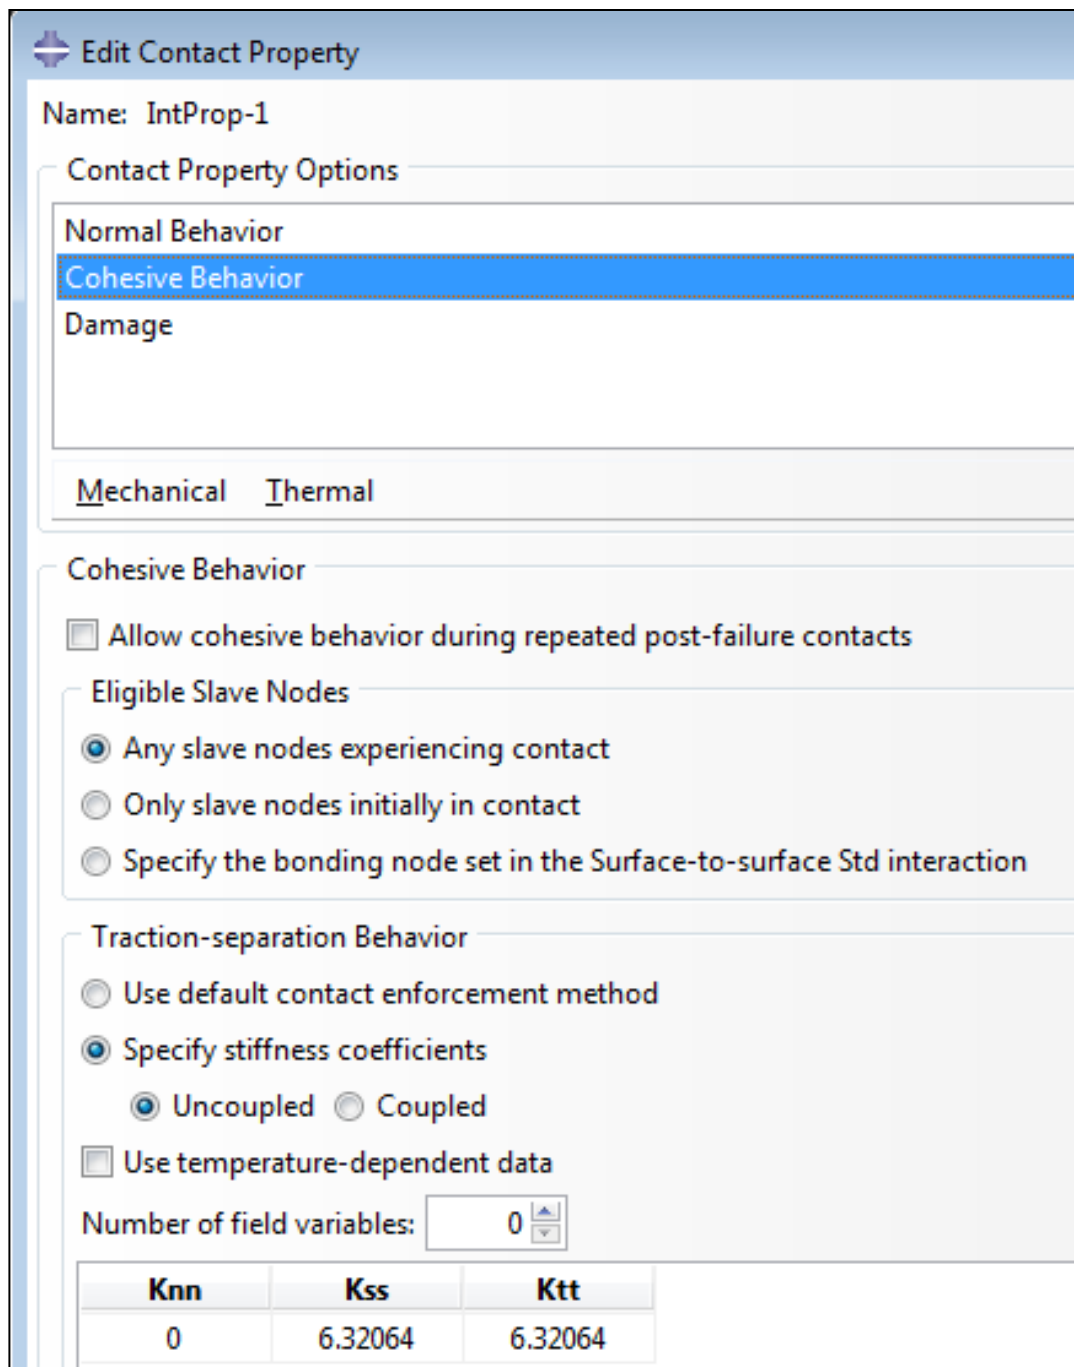 Edit Contact Property
Name: IntProp-1
Contact Property Options
Normal Behavior
Cohesive Behavior
Damage
Mechanical Thermal
Cohesive Behavior
Allow cohesive behavior during repeated post-failure contacts
Eligible Slave Nodes
Any slave nodes experiencing contact
Only slave nodes initially in contact
Specify the bonding node set in the Surface-to-surface Std interaction
Traction-separation Behavior
Use default contact enforcement method
Specify stiffness coefficients
Uncoupled Coupled
Use temperature-dependent data
Number of field variables: 0
Knn Kss Ktt
0 6.32064 6.32064